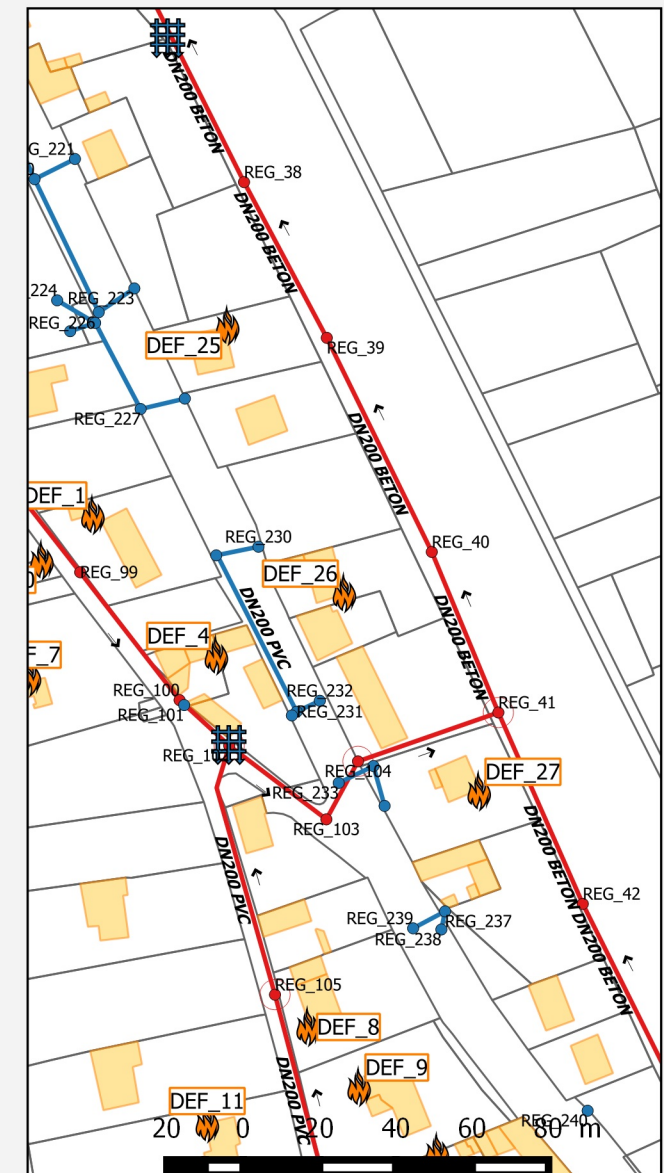 DN200 BETON
G_221
REG_38
DN200 BETON
_224
REG_223
REG_226
DEF_25
REG_39
REG_227
DN200 BETON
DEF_1
REG_230
REG_40
REG_99
DEF_26
DN200 PVC
DN200 BETON
DEF_4
F_7
REG_100
REG_232
REG_101
REG_231
REG_41
REG_104
DEF_27
REG_233
REG_103
DN200 PVC
DN200 BETON
REG_42
REG_239
REG_237
REG_238
DN200 BETON
REG_105
DEF_8
DEF_9
DN200 PVC
DEF_11
REG_240
20 0 20 40 60 80 m